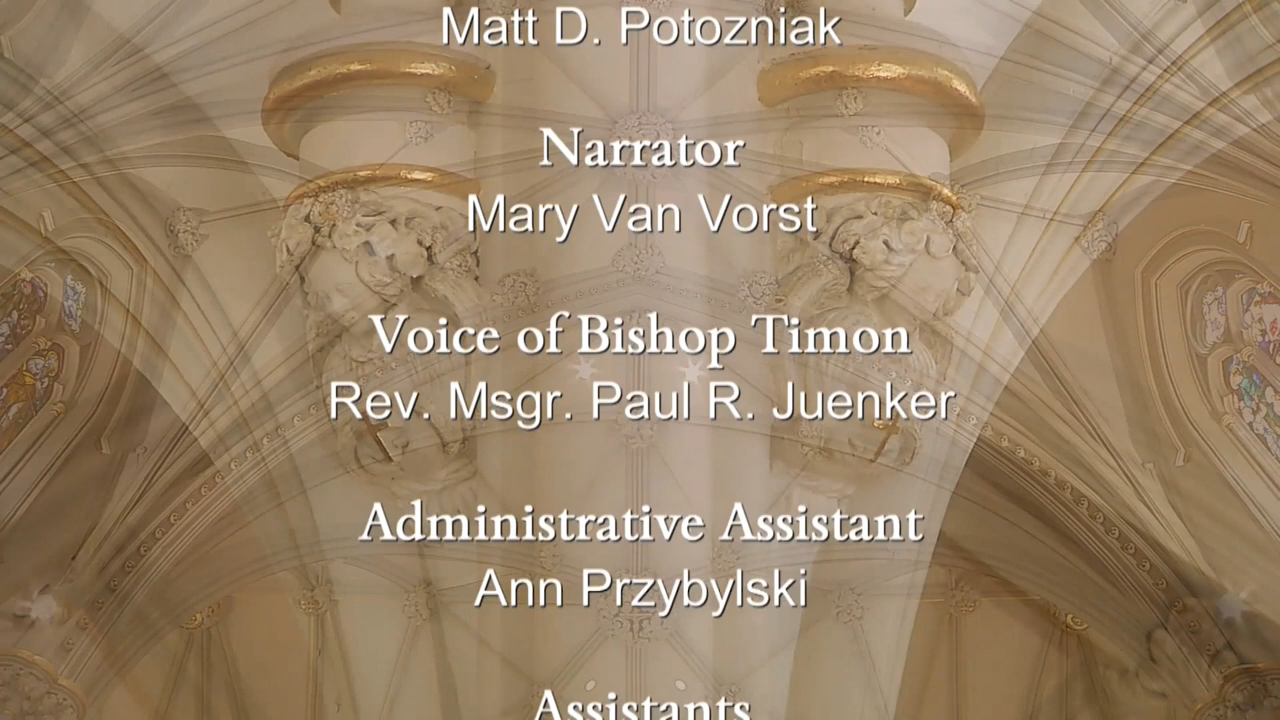 Matt D. Potozniak
Narrator
Mary Van Vorst
Voice of Bishop Timon
Rev. Msgr. Paul R. Juenker
Administrative Assistant
Ann Przybylski
Assistants